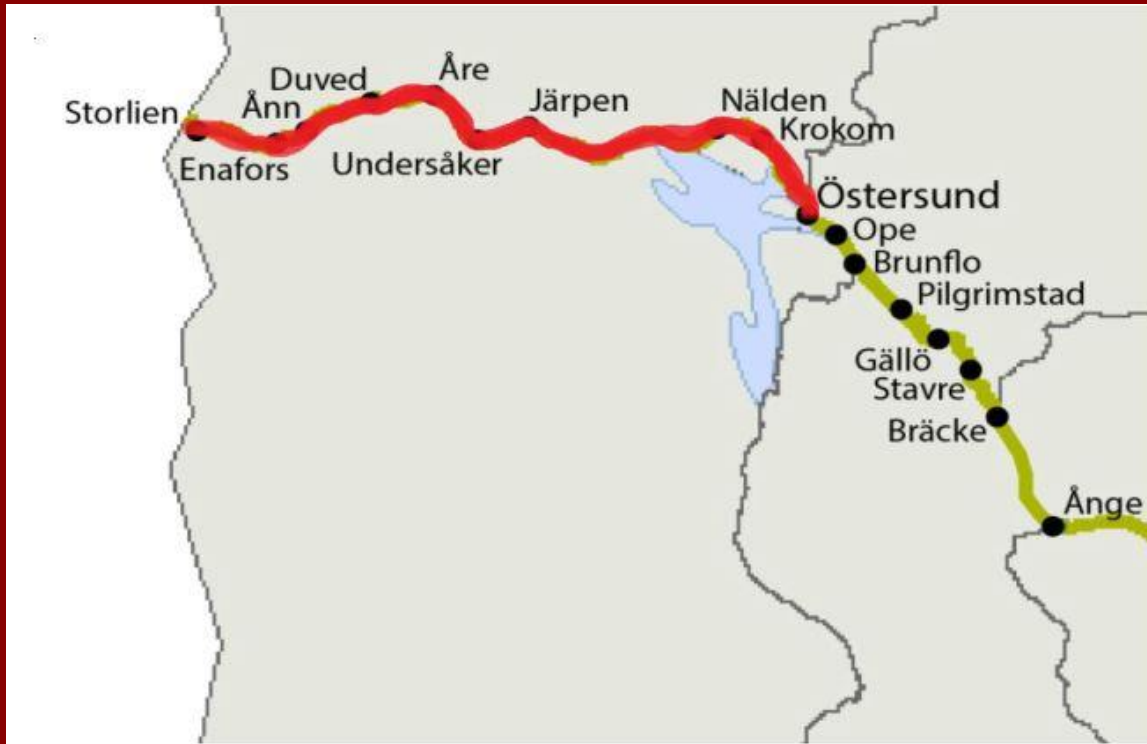 Storlien
Enafors
Ånn
Duved
Åre
Undersåker
Järpen
Nälden
Krokom
Östersund
Ope
Brunflo
Pilgrimstad
Gällö
Stavre
Bräcke
Ånge